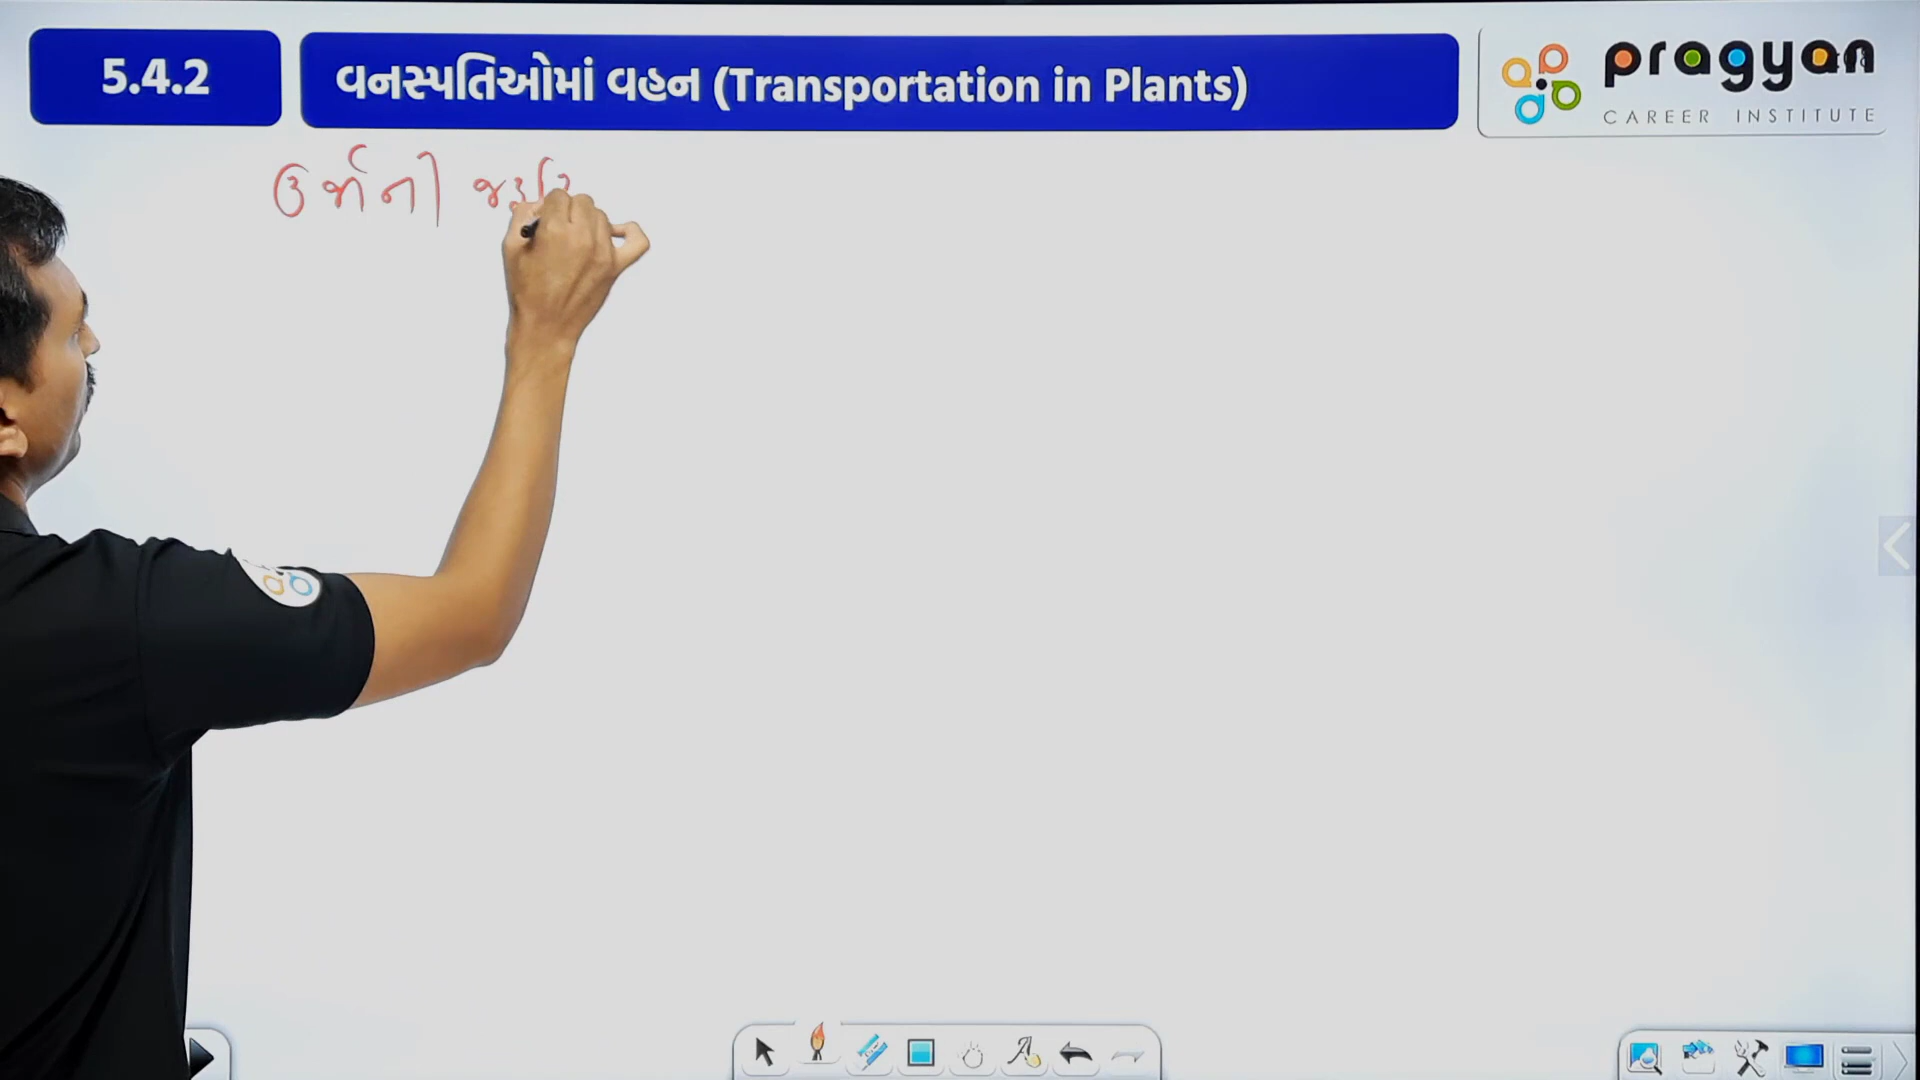 5.4.2
વનસ્પતિઓમાં વહન (Transportation in Plants)
pragyan
CAREER INSTITUTE
ઉર્જાની